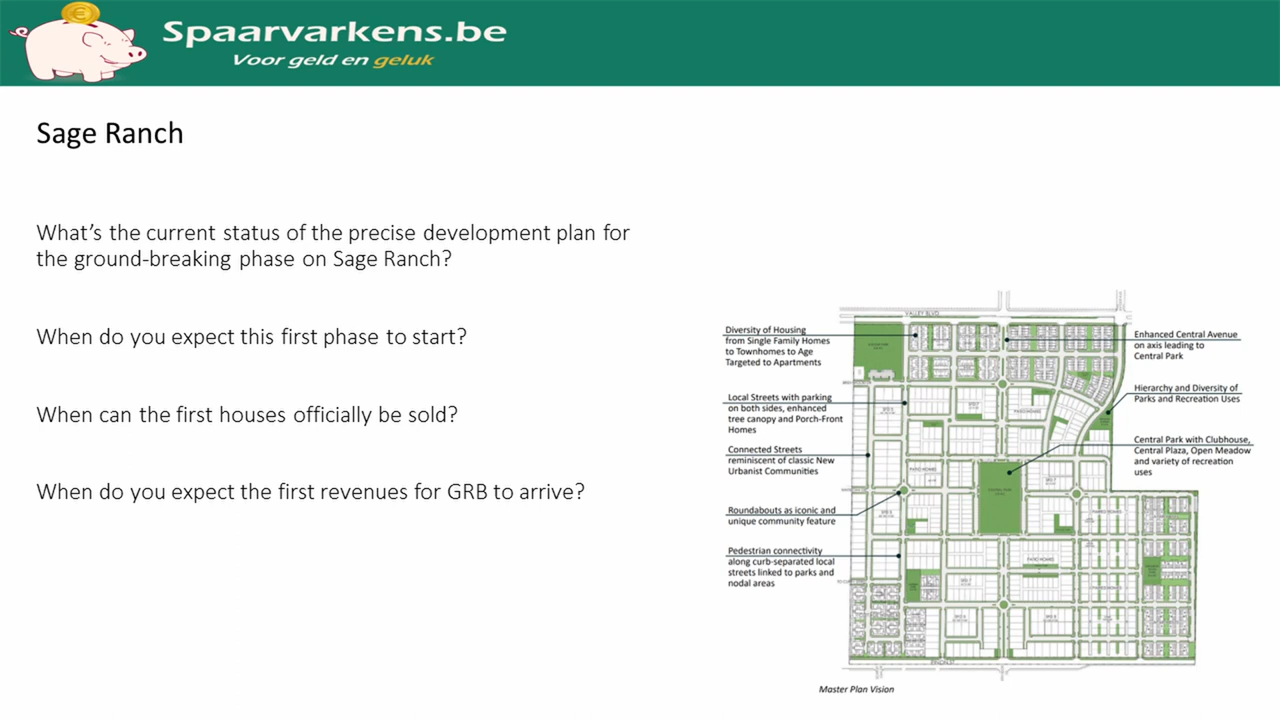 Spaarvarkens.be
Voor geld en geluk
Sage Ranch
What's the current status of the precise development plan for
the ground-breaking phase on Sage Ranch?
When do you expect this first phase to start?
When can the first houses officially be sold?
When do you expect the first revenues for GRB to arrive?
VALLEY BLVD.
Diversity of Housing
from Single Family Homes
to Townhomes to Age
Targeted to Apartments
Local Streets with parking
on both sides, enhanced
tree canopy and Porch-Front
Homes
Connected Streets
reminiscent of classic New
Urbanist Communities
Roundabouts as iconic and
unique community feature
Pedestrian connectivity
along curb-separated local
streets linked to parks and
nodal areas
Enhanced Central Avenue
on axis leading to
Central Park
Hierarchy and Diversity of
Parks and Recreation Uses
Central Park with Clubhouse,
Central Plaza, Open Meadow
and variety of recreation
uses
Master Plan Vision